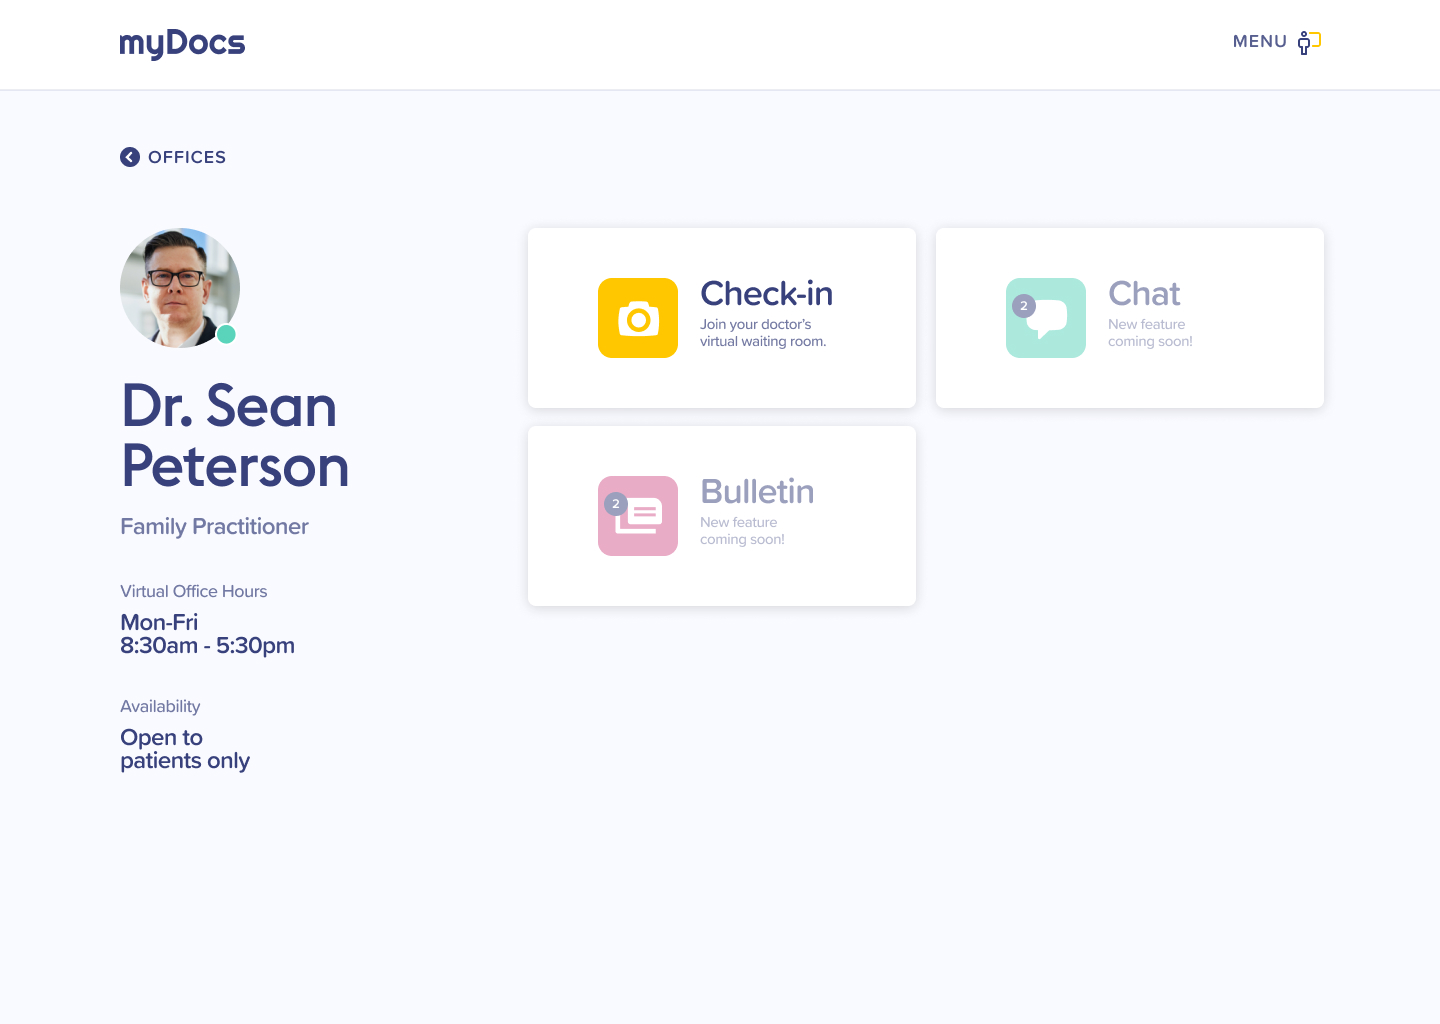 myDocs
MENU
OFFICES
Dr. Sean
Peterson
Family Practitioner
Virtual Office Hours
Mon-Fri
8:30am - 5:30pm
Availability
Open to
patients only
Check-in
Join your doctor's
virtual waiting room.
2
Chat
New feature
coming soon!
2
Bulletin
New feature
coming soon!